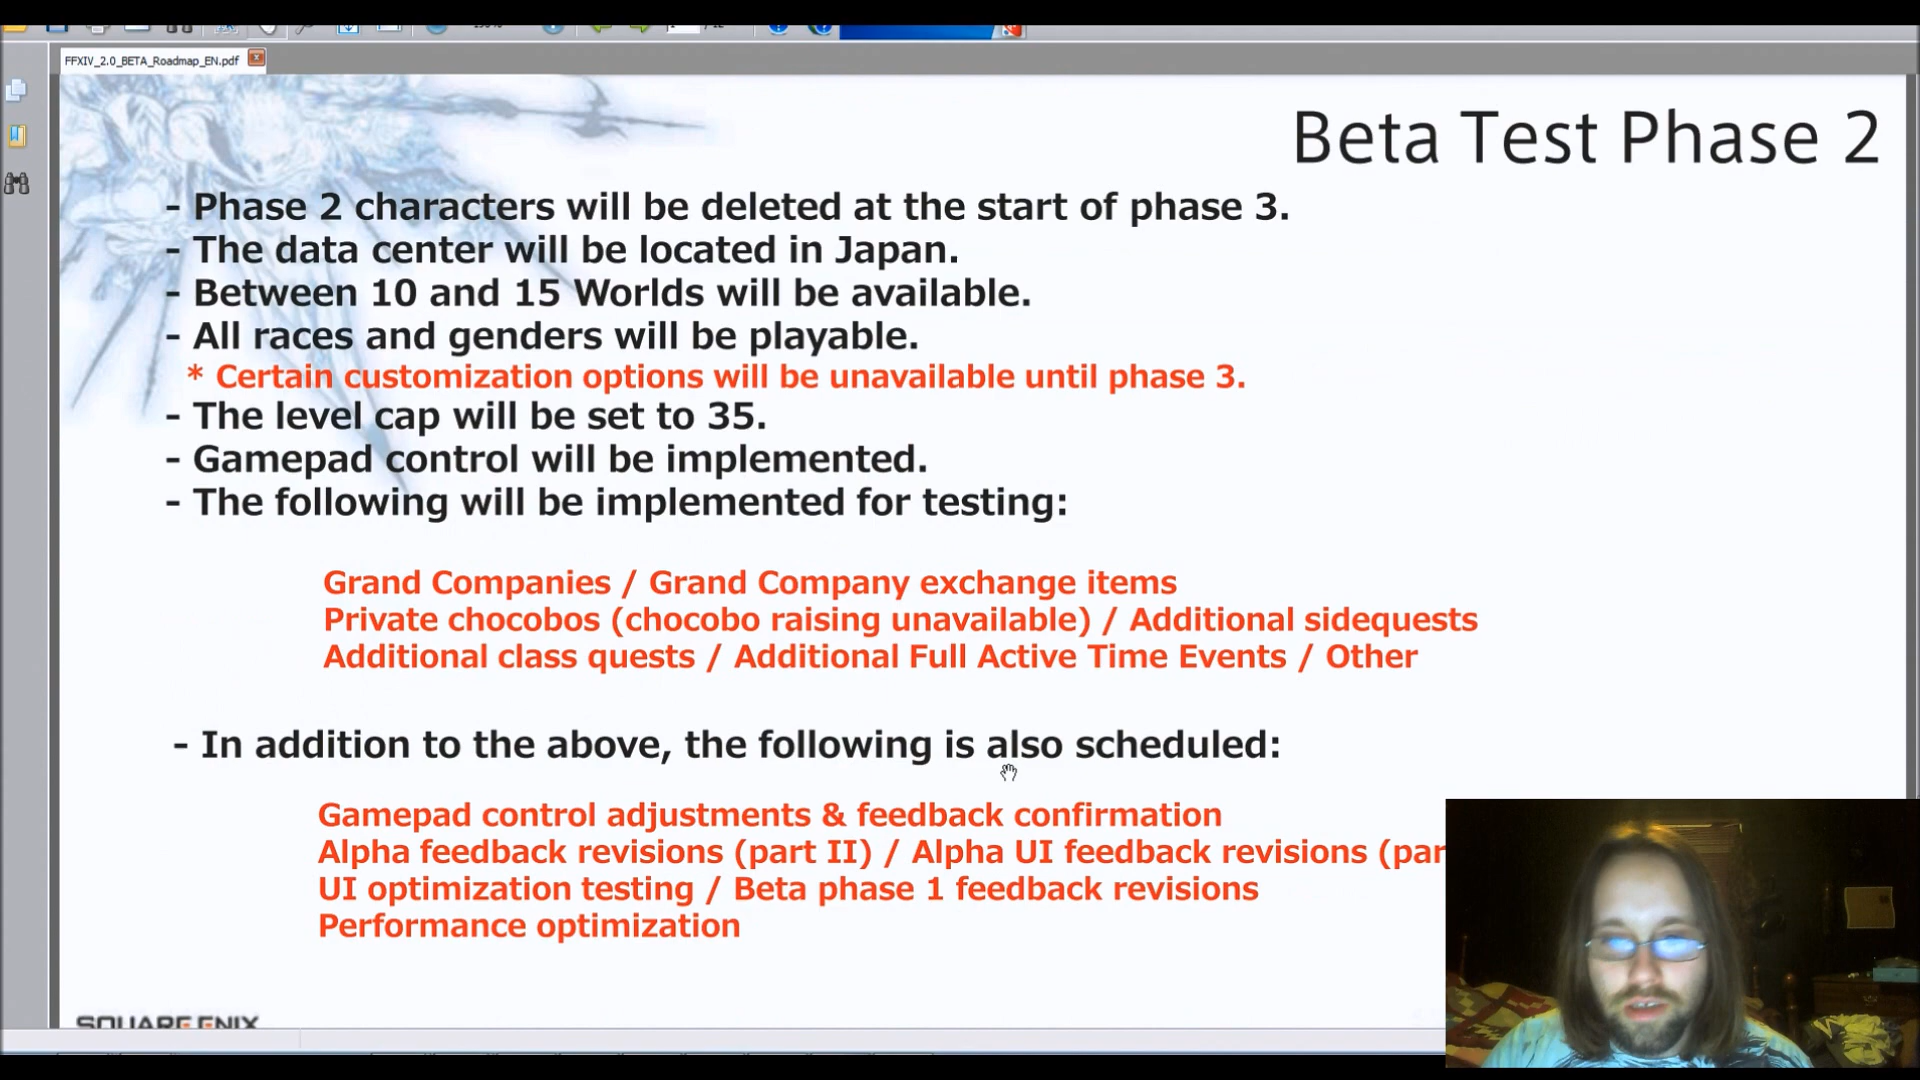 FFXIV_2.0_BETA_Roadmap_EN.pdf
Beta Test Phase 2
- Phase 2 characters will be deleted at the start of phase 3.
- The data center will be located in Japan.
- Between 10 and 15 Worlds will be available.
- All races and genders will be playable.
* Certain customization options will be unavailable until phase 3.
- The level cap will be set to 35.
- Gamepad control will be implemented.
- The following will be implemented for testing:
Grand Companies / Grand Company exchange items
Private chocobos (chocobo raising unavailable) / Additional sidequests
Additional class quests / Additional Full Active Time Events / Other
- In addition to the above, the following is also scheduled:
Gamepad control adjustments & feedback confirmation
Alpha feedback revisions (part II) / Alpha UI feedback revisions (par
UI optimization testing / Beta phase 1 feedback revisions
Performance optimization
SQUARE ENIX